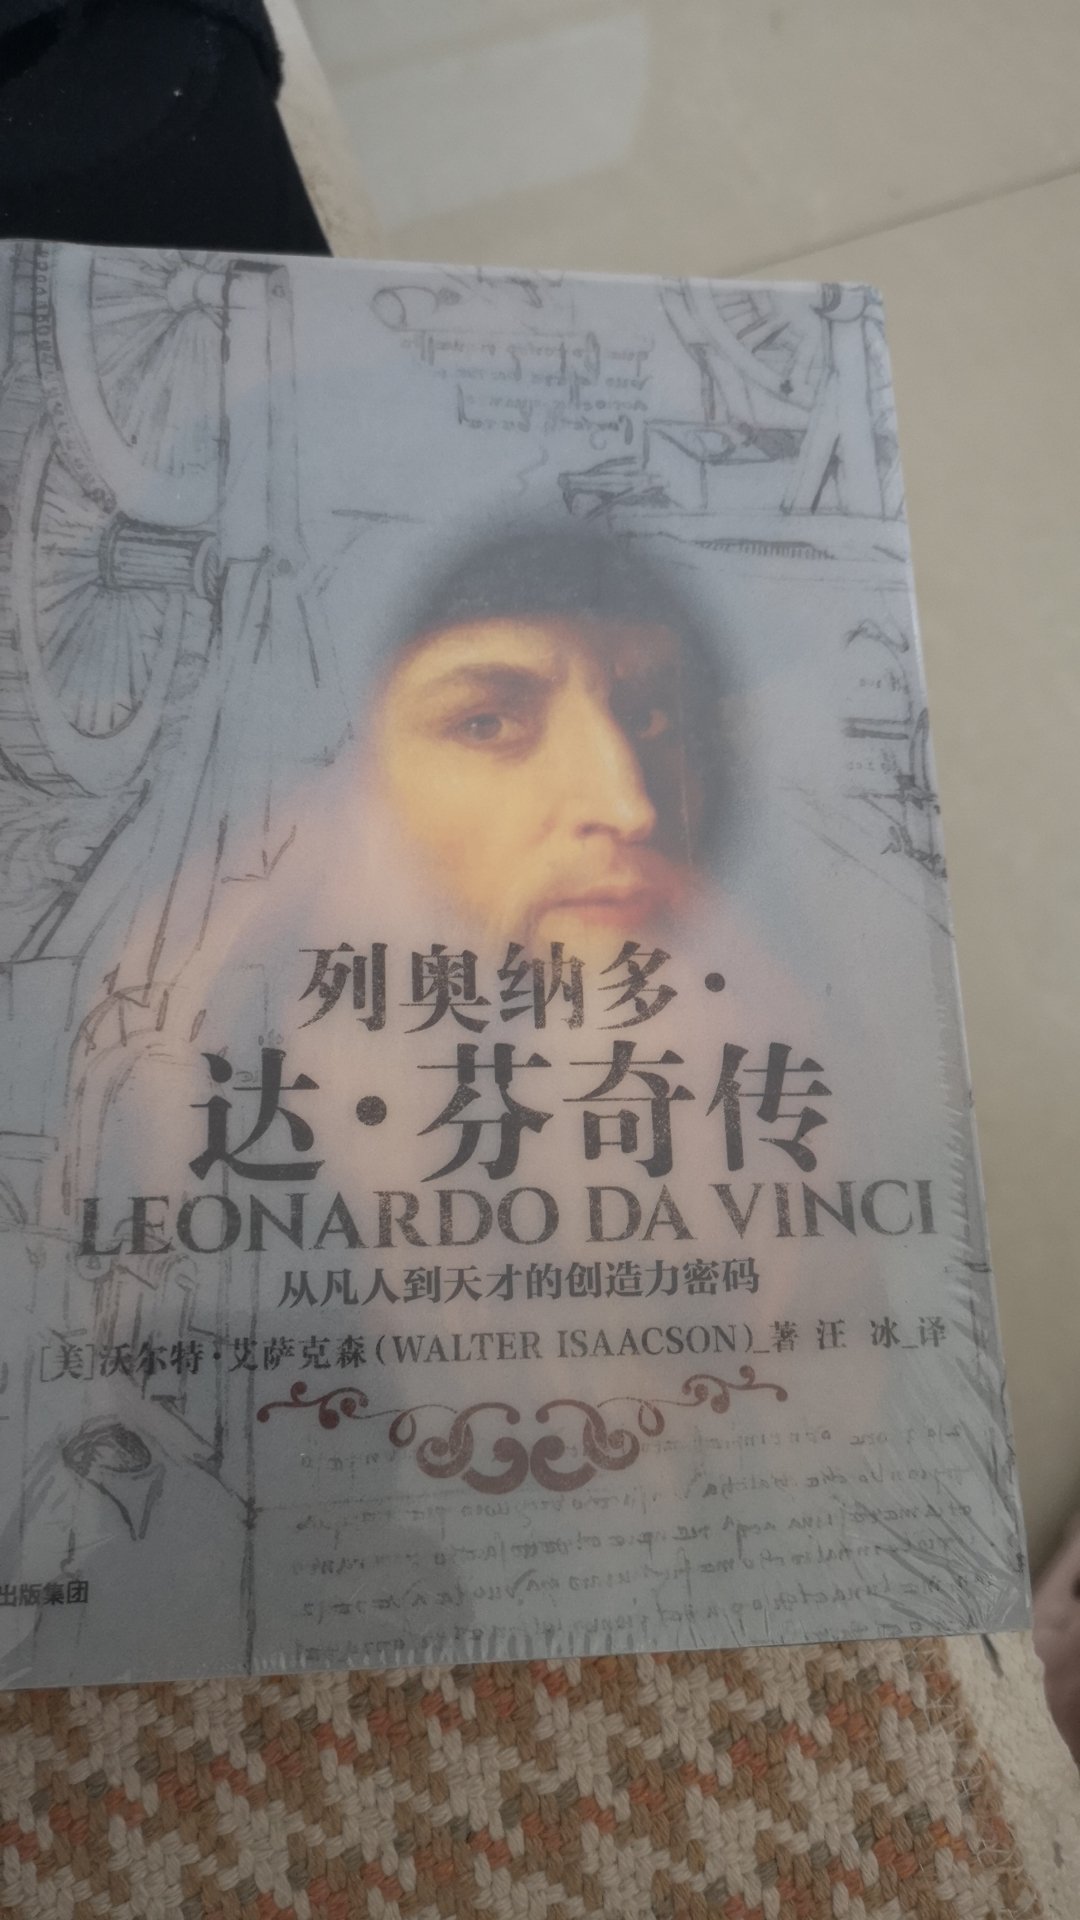 列奥纳多·
达·芬奇传
LEONARDO DA VINCI
从凡人到天才的创造力密码
[美]沃尔特·艾萨克森(WALTER ISAACSON)_著 汪 冰_译
出版集团